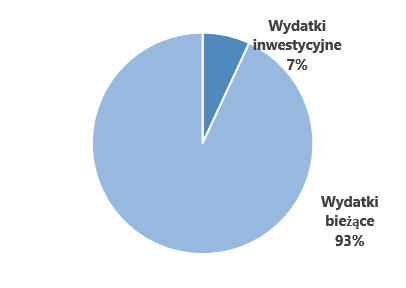 Wydatki
inwestycyjne
7%
Wydatki
bieżące
93%